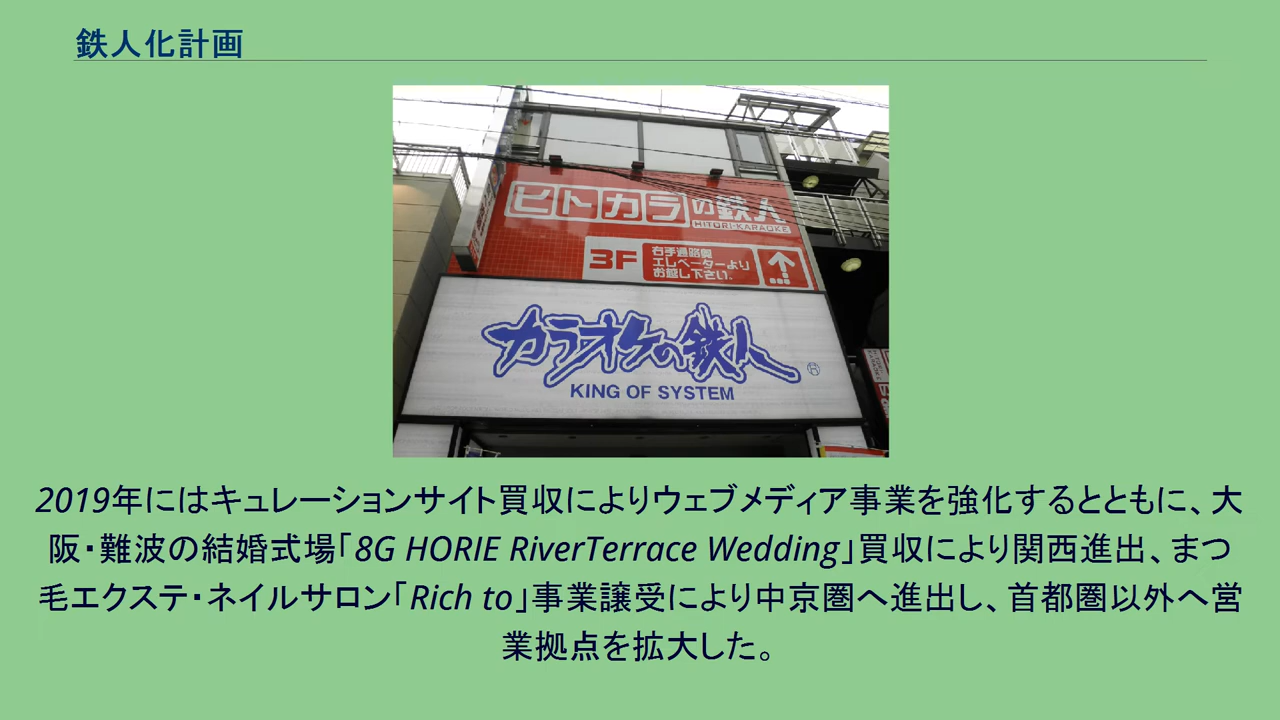 鉄人化計画
ヒトカラの鉄人
HITORI-KARAOKE
3F
右手通路奥
エレベーターより
お越し下さい.
カラオケの鉄人
KING OF SYSTEM
2019年にはキュレーションサイト買収によりウェブメディア事業を強化するとともに、大
阪・難波の結婚式場「8G HORIE RiverTerrace Wedding」買収により関西進出、まつ
毛エクステ・ネイルサロン「Rich to」事業譲受により中京圏へ進出し、首都圏以外へ営
業拠点を拡大した。